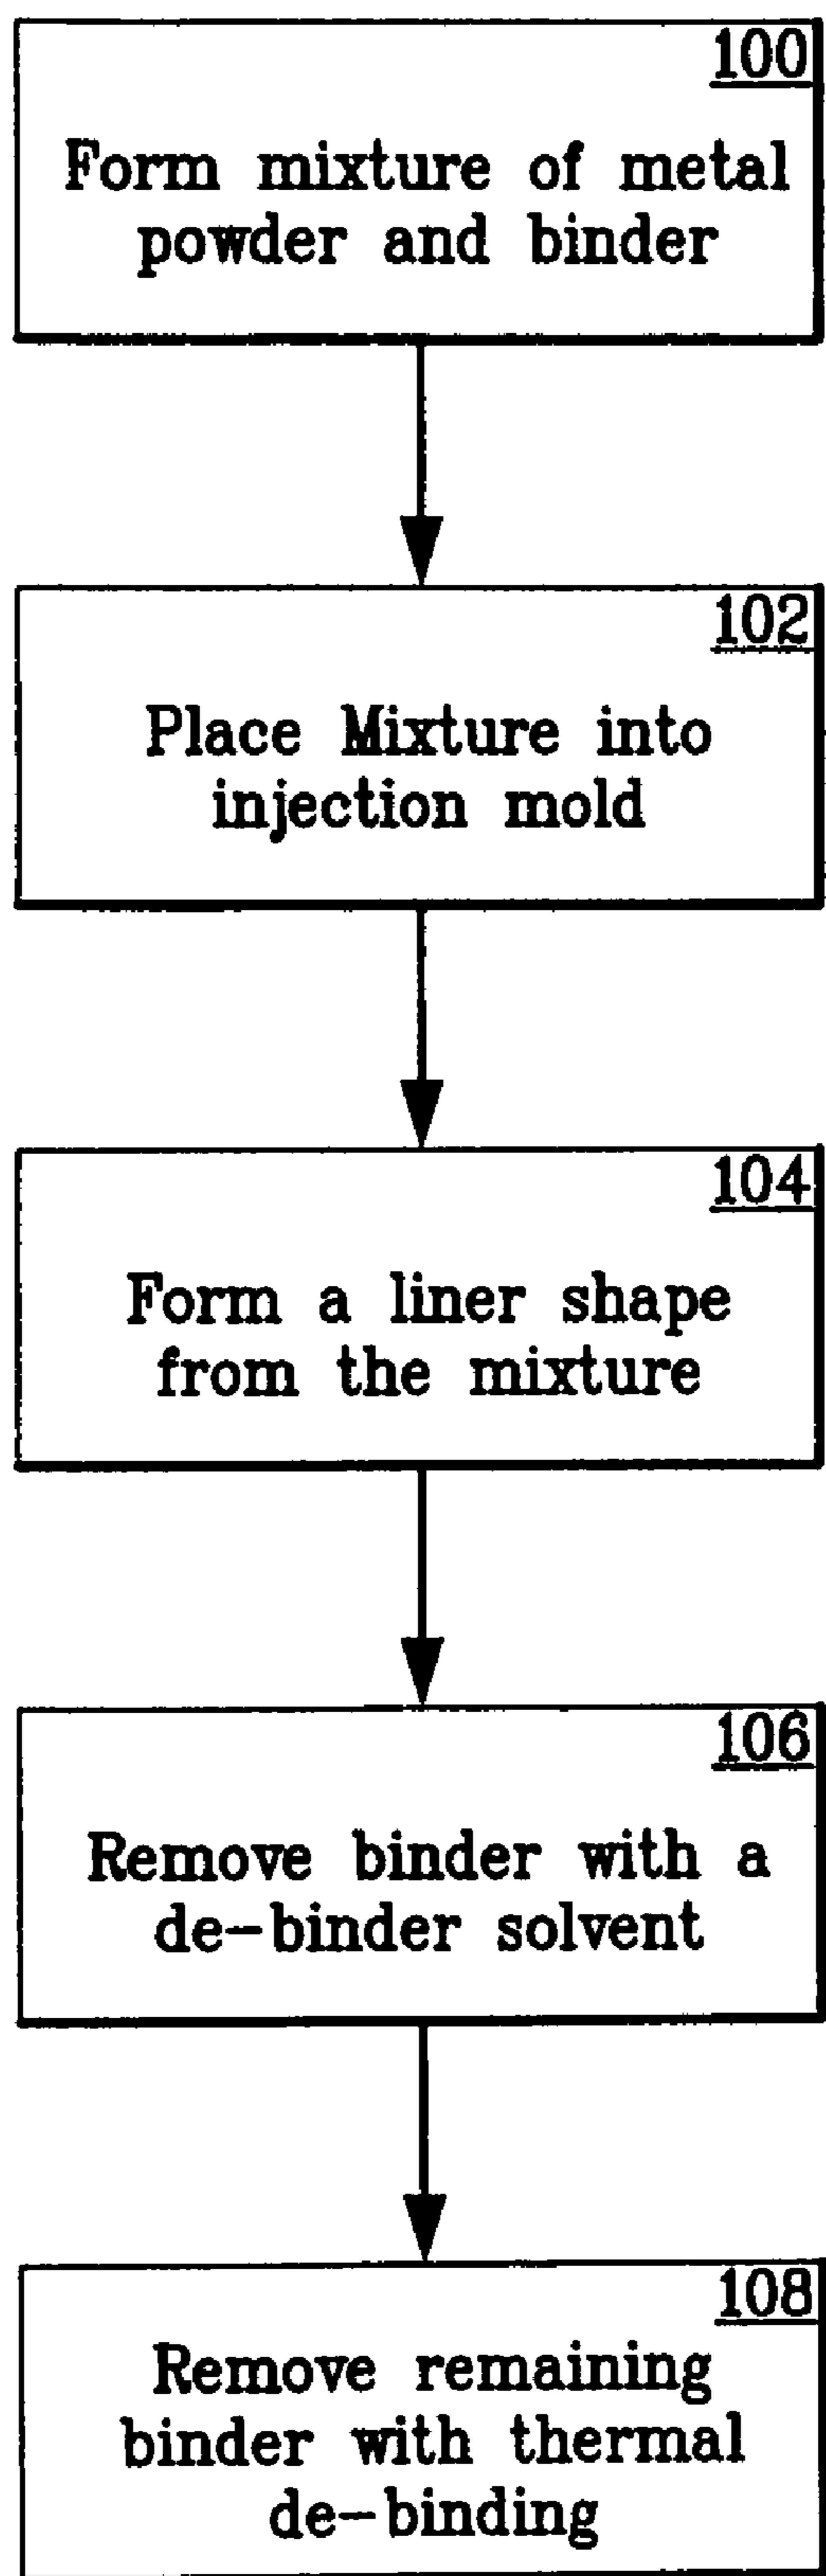 100
Form mixture of metal
powder and binder
102
Place Mixture into
injection mold
104
Form a liner shape
from the mixture
106
Remove binder with a
de-binder solvent
108
Remove remaining
binder with thermal
de-binding